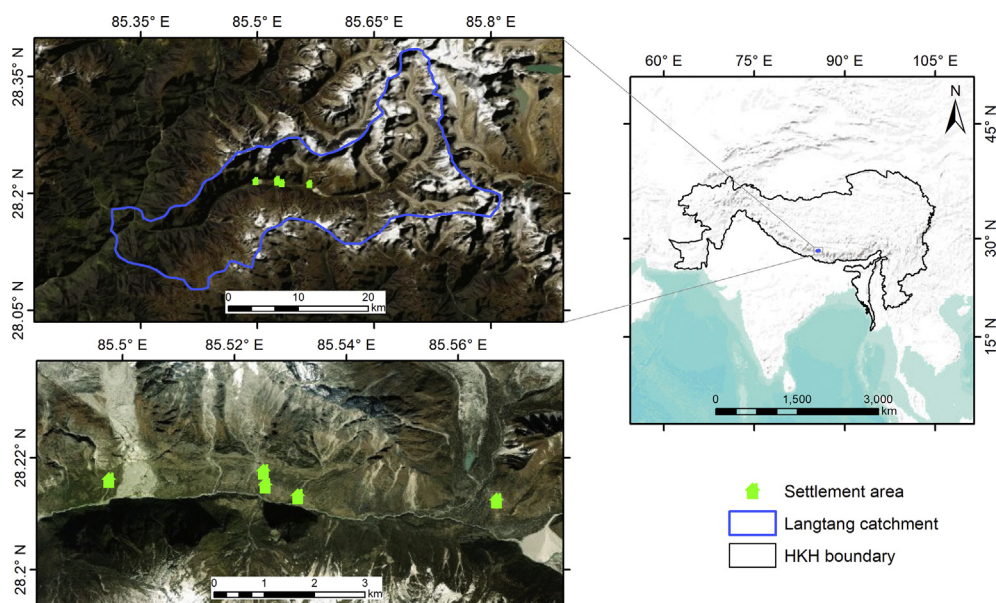 85.35° E 85.5° E 85.65° E 85.8° E
28.35° N
28.2° N
28.05° N
0 10 20
km
60° E 75° E 90° E 105° E
N
45° N
30° N
15° N
0 1,500 3,000
km
85.5° E 85.52° E 85.54° E 85.56° E
28.22° N
28.2° N
0 1 2 3
km
Settlement area
Langtang catchment
HKH boundary